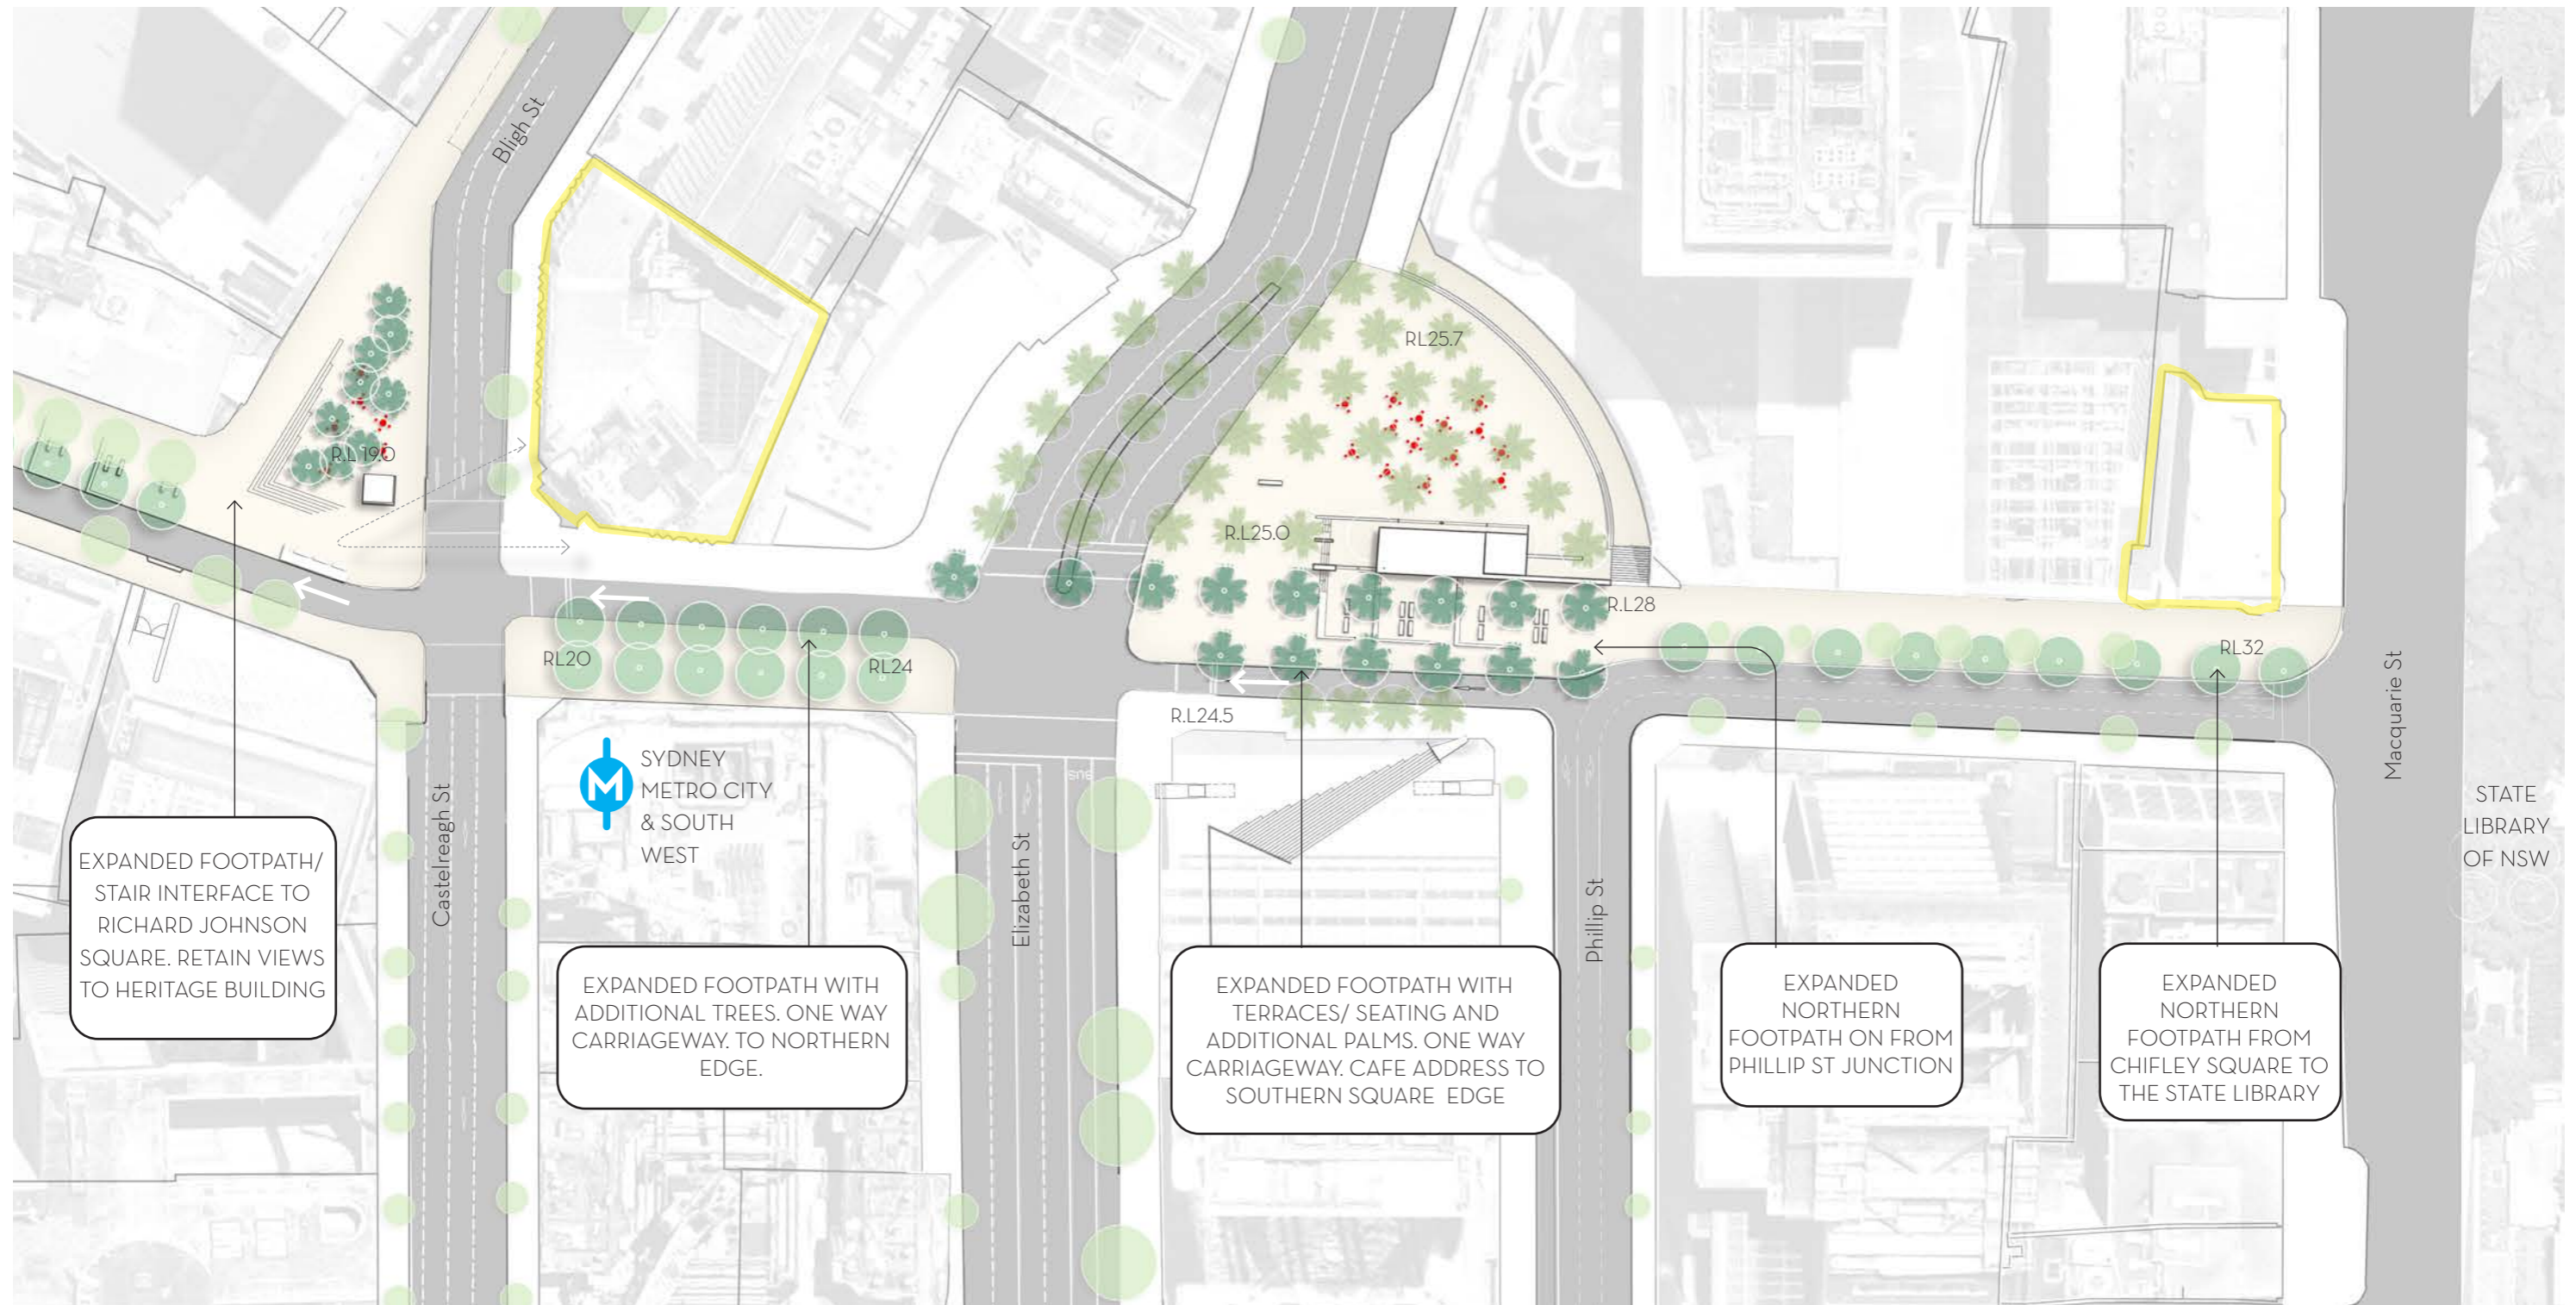 Bligh St
RL25.7
R.L 19.0
R.L25.0
R.L28
RL20
RL24
RL32
R.L24.5
Macquarie St
M
SYDNEY
METRO CITY
& SOUTH
WEST
BUS
Castelreagh St
Elizabeth St
Phillip St
STATE
LIBRARY
OF NSW
EXPANDED FOOTPATH/
STAIR INTERFACE TO
RICHARD JOHNSON
SQUARE. RETAIN VIEWS
TO HERITAGE BUILDING
EXPANDED FOOTPATH WITH
ADDITIONAL TREES. ONE WAY
CARRIAGEWAY. TO NORTHERN
EDGE.
EXPANDED FOOTPATH WITH
TERRACES/ SEATING AND
ADDITIONAL PALMS. ONE WAY
CARRIAGEWAY. CAFE ADDRESS TO
SOUTHERN SQUARE EDGE
EXPANDED
NORTHERN
FOOTPATH ON FROM
PHILLIP ST JUNCTION
EXPANDED
NORTHERN
FOOTPATH FROM
CHIFLEY SQUARE TO
THE STATE LIBRARY